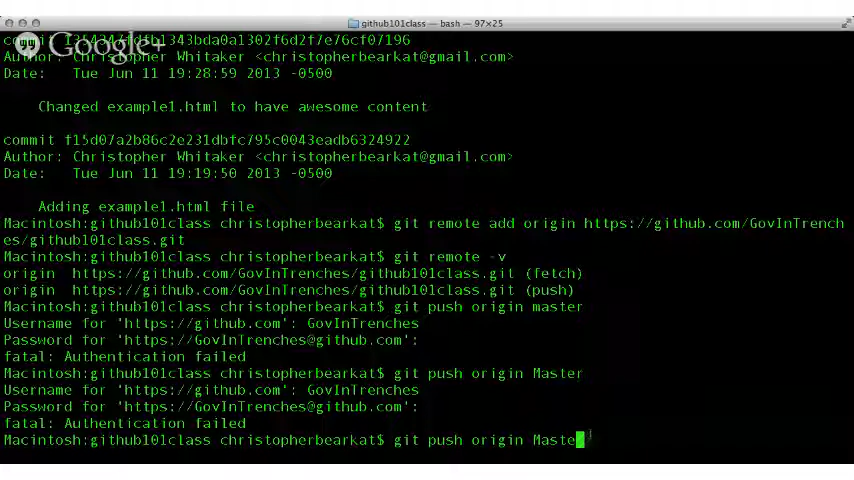 github101class — bash — 97×25
Google+
Author: Christopher Whitaker <christopherbearkat@gmail.com>
Date: Tue Jun 11 19:28:59 2013 -0500
Changed example1.html to have awesome content
commit f15d07a2b86c2e231dbfc795c0043eadb6324922
Author: Christopher Whitaker <christopherbearkat@gmail.com>
Date: Tue Jun 11 19:19:50 2013 -0500
Adding example1.html file
Macintosh:github101class christopherbearkat$ git remote add origin https://github.com/GovInTrench
es/github101class.git
Macintosh:github101class christopherbearkat$ git remote -v
origin https://github.com/GovInTrenches/github101class.git (fetch)
origin https://github.com/GovInTrenches/github101class.git (push)
Macintosh:github101class christopherbearkat$ git push origin master
Username for 'https://github.com': GovInTrenches
Password for 'https://GovInTrenches@github.com':
fatal: Authentication failed
Macintosh:github101class christopherbearkat$ git push origin Master
Username for 'https://github.com': GovInTrenches
Password for 'https://GovInTrenches@github.com':
fatal: Authentication failed
Macintosh:github101class christopherbearkat$ git push origin Maste